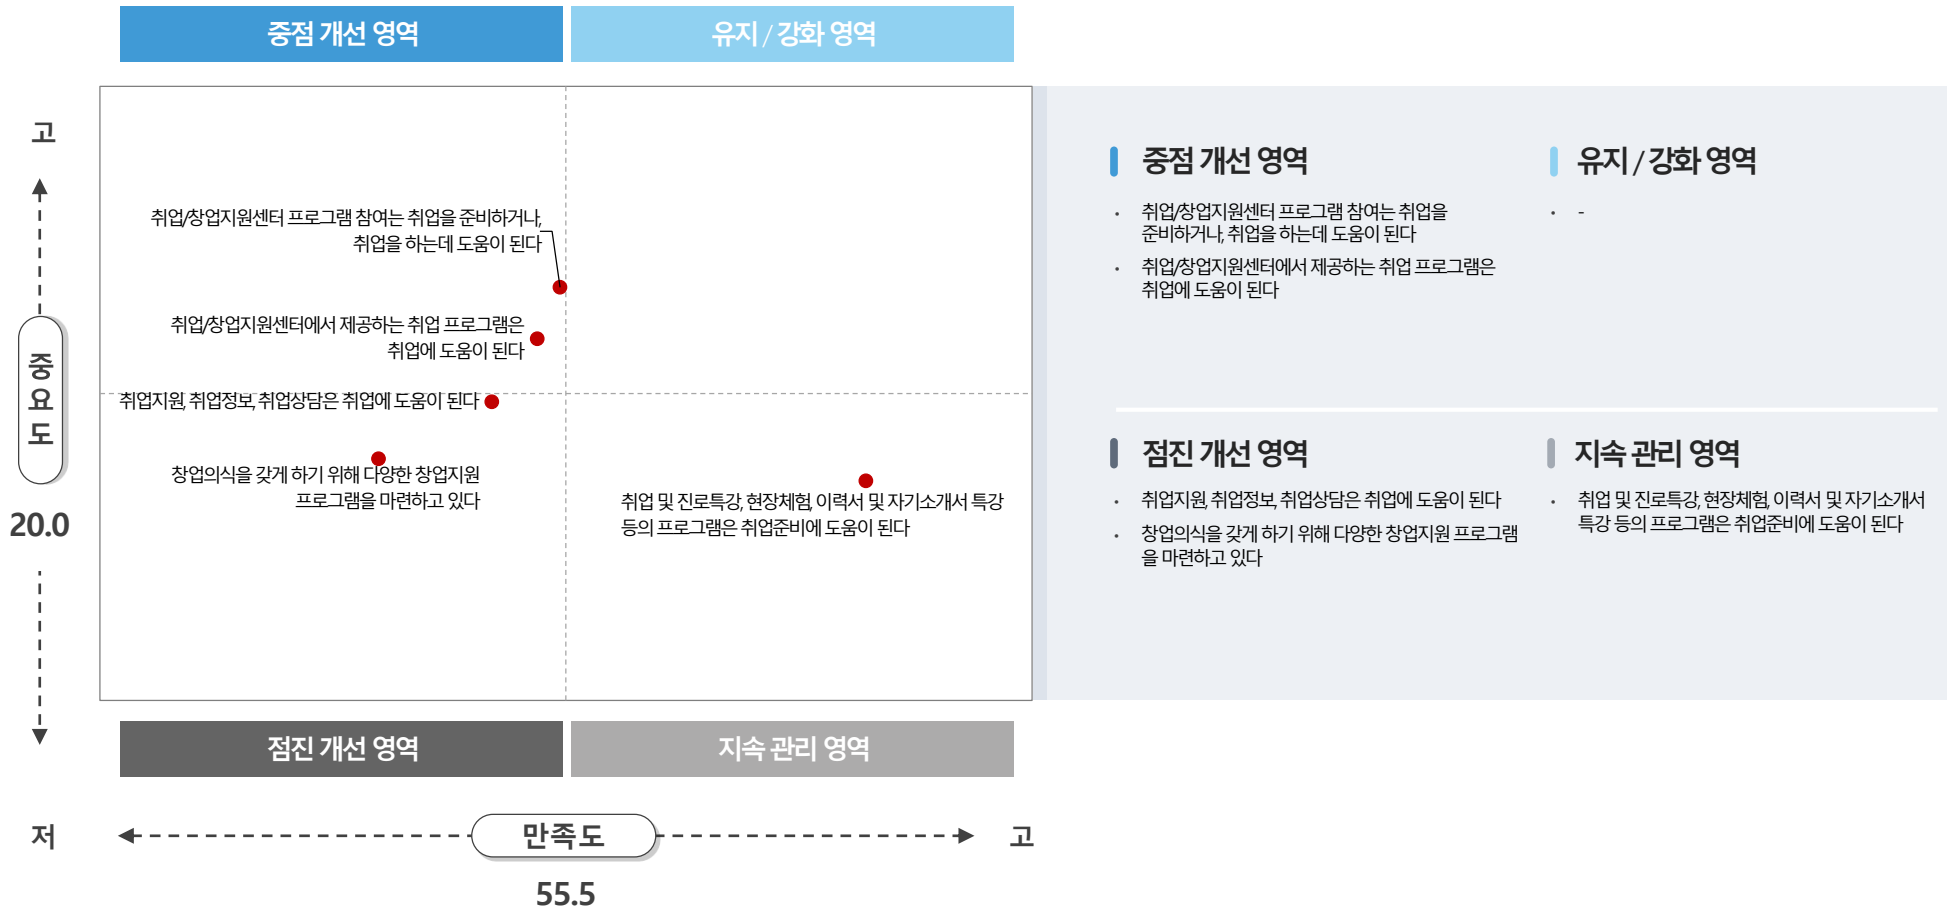 중점 개선 영역
유지 / 강화 영역
고
중요도
20.0
취업/창업지원센터 프로그램 참여는 취업을 준비하거나,
취업을 하는데 도움이 된다
취업/창업지원센터에서 제공하는 취업 프로그램은
취업에 도움이 된다
취업지원, 취업정보, 취업상담은 취업에 도움이 된다
창업의식을 갖게 하기 위해 다양한 창업지원
프로그램을 마련하고 있다
취업 및 진로특강, 현장체험, 이력서 및 자기소개서 특강
등의 프로그램은 취업준비에 도움이 된다
점진 개선 영역
지속 관리 영역
저
만족도
고
55.5
중점 개선 영역
· 취업/창업지원센터 프로그램 참여는 취업을
준비하거나, 취업을 하는데 도움이 된다
· 취업/창업지원센터에서 제공하는 취업 프로그램은
취업에 도움이 된다
유지 / 강화 영역
· -
점진 개선 영역
· 취업지원, 취업정보, 취업상담은 취업에 도움이 된다
· 창업의식을 갖게 하기 위해 다양한 창업지원 프로그램
을 마련하고 있다
지속 관리 영역
· 취업 및 진로특강, 현장체험, 이력서 및 자기소개서
특강 등의 프로그램은 취업준비에 도움이 된다